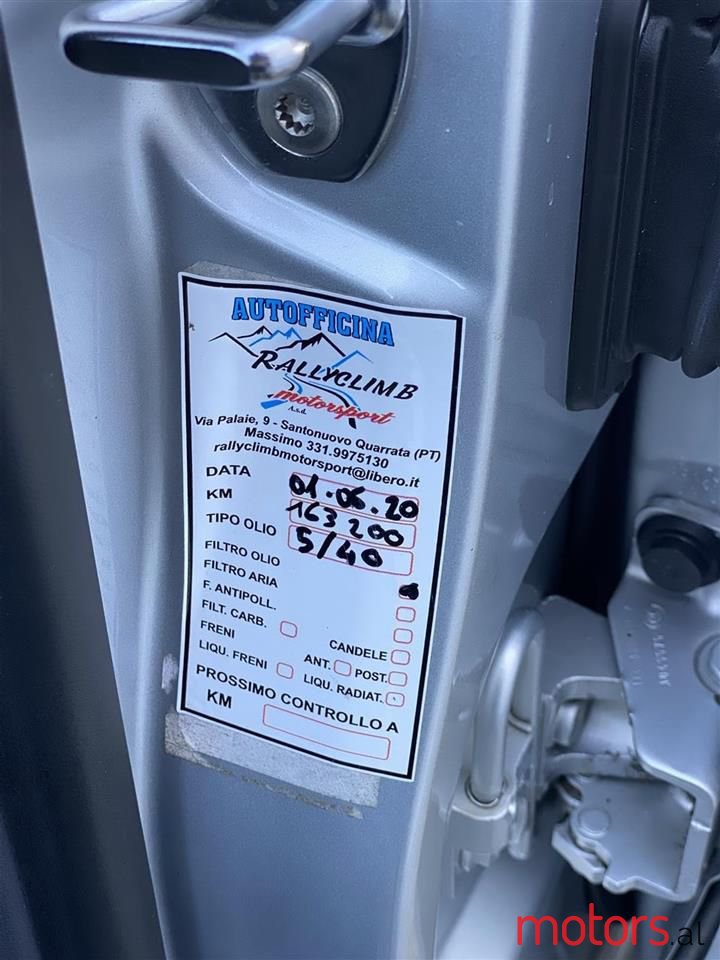 AUTOFFICINA
RALLYCLIMB
motorsport
A.s.d.
Via Palaie, 9 - Santonuovo Quarrata (PT)
Massimo 331.9975130
rallyclimbmotorsport@libero.it
DATA 01.06.20
KM 163200
TIPO OLIO 5/40
FILTRO OLIO
FILTRO ARIA
F. ANTIPOLL.
FILT. CARB. CANDELE
FRENI ANT. POST.
LIQU. FRENI LIQU. RADIAT.
PROSSIMO CONTROLLO A
KM
motors.al